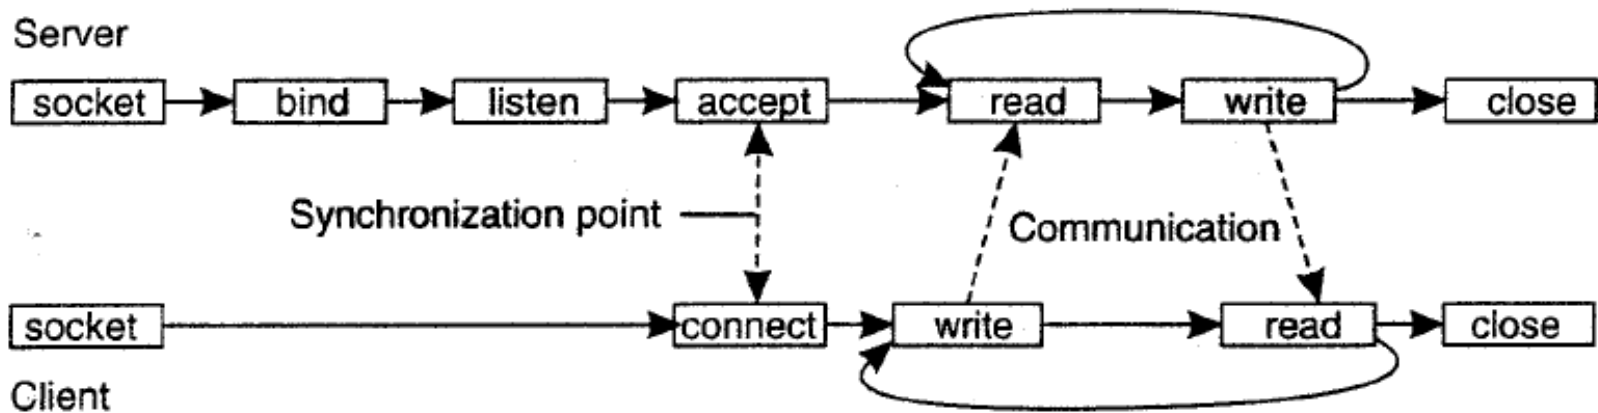 Server
socket bind listen accept read write close
Synchronization point
Communication
socket connect write read close
Client